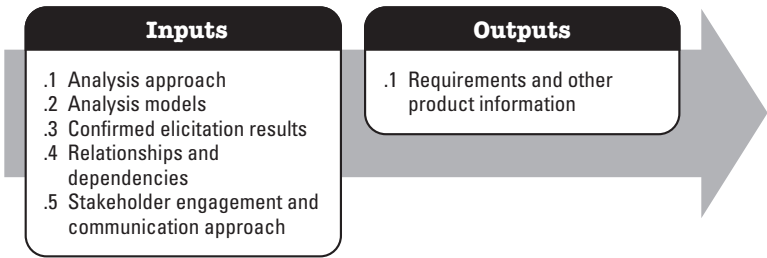 Inputs
.1 Analysis approach
.2 Analysis models
.3 Confirmed elicitation results
.4 Relationships and
dependencies
.5 Stakeholder engagement and
communication approach
Outputs
.1 Requirements and other
product information